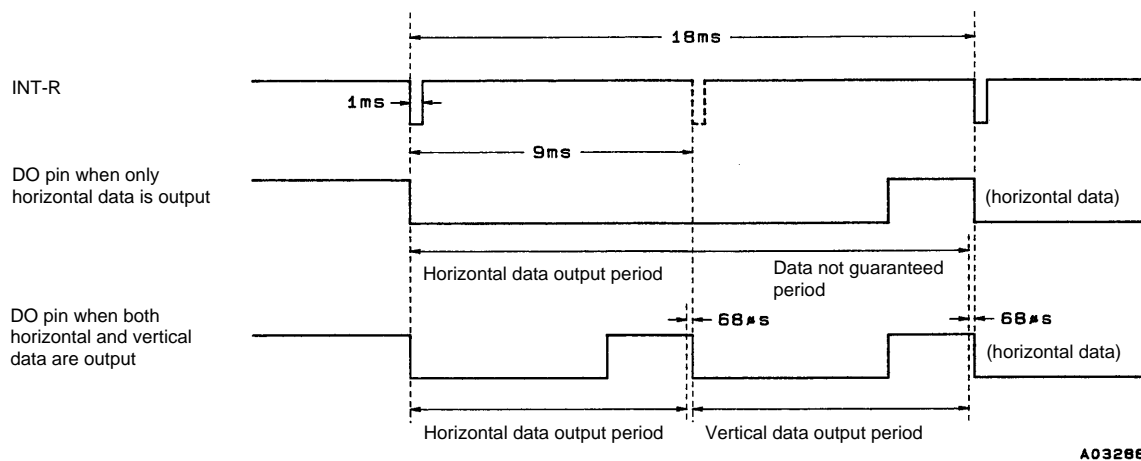 18ms
INT-R
1ms
9ms
DO pin when only
horizontal data is output
(horizontal data)
Horizontal data output period
Data not guaranteed
period
DO pin when both
horizontal and vertical
data are output
68µs
68µs
(horizontal data)
Horizontal data output period
Vertical data output period
A03288